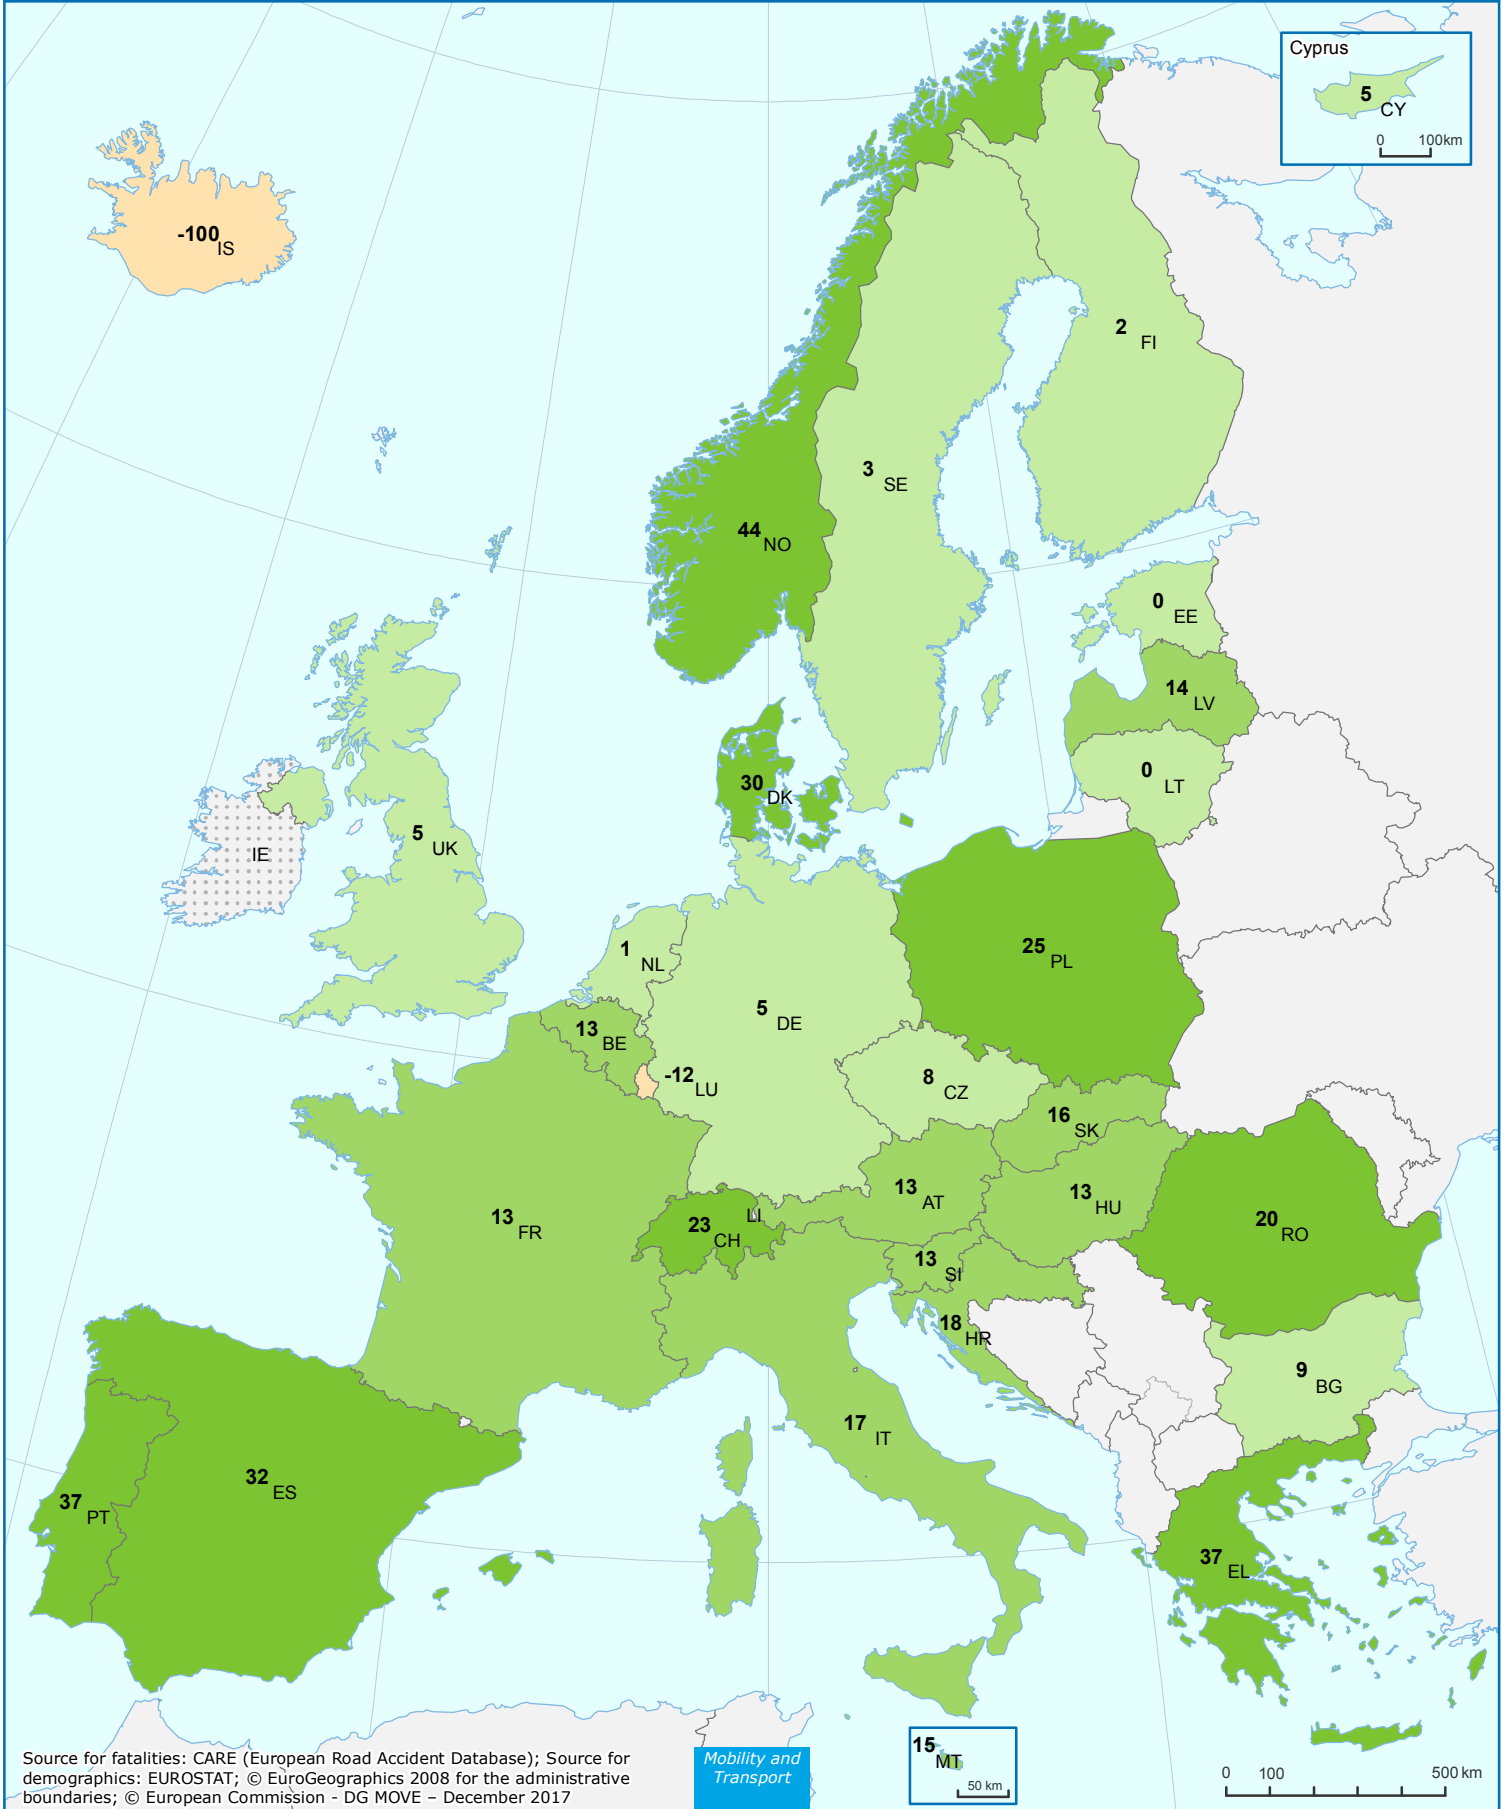 Cyprus
5
CY
0 100km
-100
IS
2
FI
3
SE
44
NO
0
EE
14
LV
0
LT
30
DK
IE
5
UK
1
NL
25
PL
5
DE
13
BE
-12
LU
8
CZ
16
SK
13
AT
13
HU
13
FR
23
CH
LI
20
RO
13
SI
18
HR
9
BG
17
IT
32
ES
37
PT
37
EL
15
MT
50 km
Source for fatalities: CARE (European Road Accident Database); Source for
demographics: EUROSTAT; © EuroGeographics 2008 for the administrative
boundaries; © European Commission - DG MOVE – December 2017
Mobility and
Transport
0 100 500 km